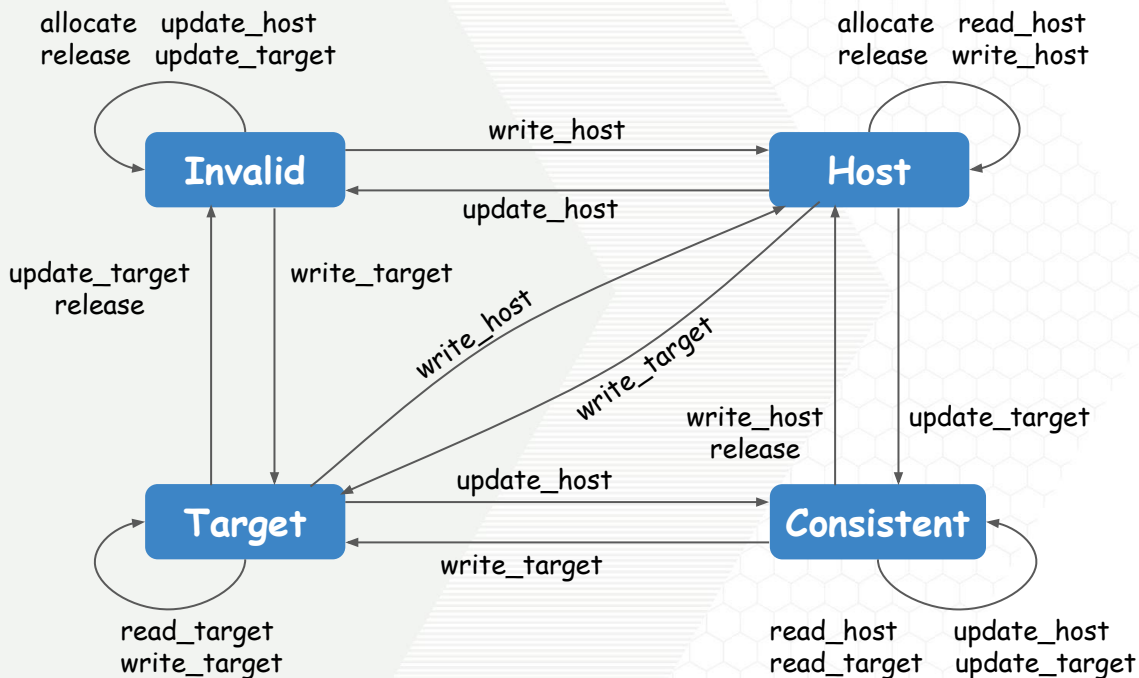 allocate update_host
release update_target
allocate read_host
release write_host
write_host
Invalid
Host
update_host
update_target
release
write_target
write_host
write_target
write_host
release
update_target
update_host
Target
Consistent
write_target
read_target
write_target
read_host update_host
read_target update_target